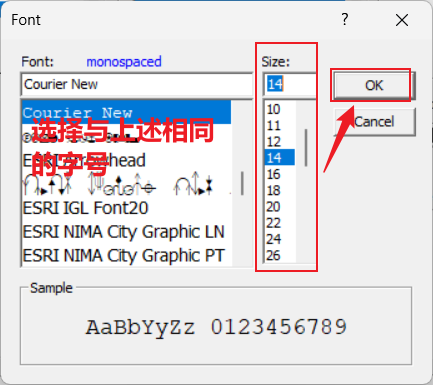 Font
?
Font: monospaced
Size:
Courier New
14
OK
Cancel
Courier New
选择与上述相同
的字号
ESRI Arrowhead
ESRI IGL Font20
ESRI NIMA City Graphic LN
ESRI NIMA City Graphic PT
10
11
12
14
16
18
20
22
24
26
Sample
AaBbYyZz 0123456789